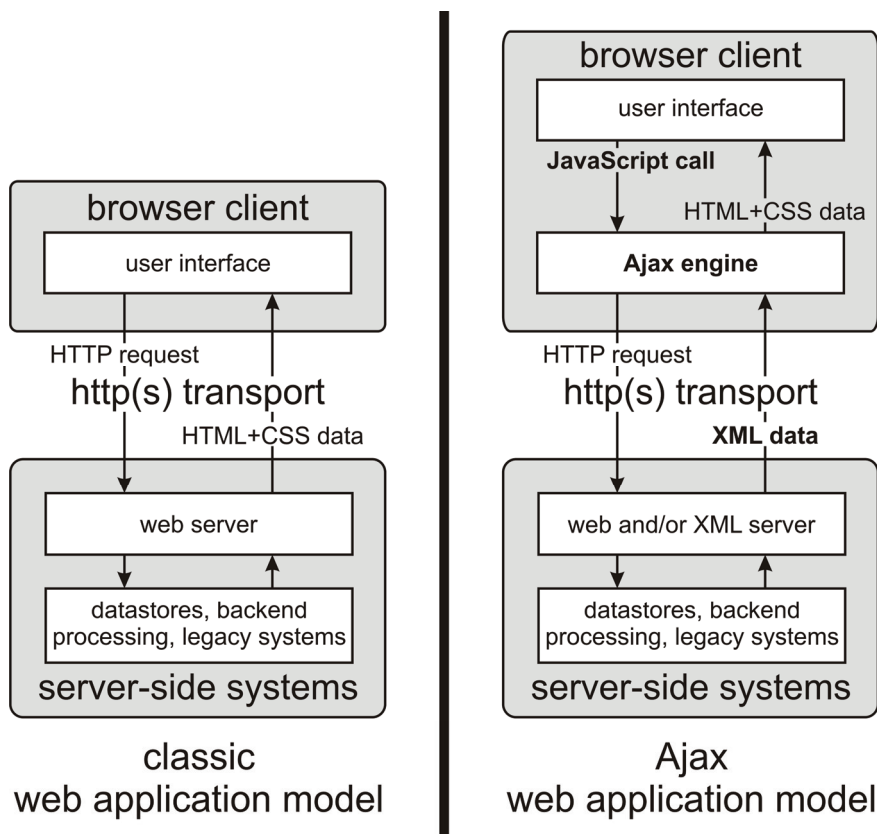 browser client
user interface
HTTP request
http(s) transport
HTML+CSS data
web server
datastores, backend
processing, legacy systems
server-side systems
classic
web application model
browser client
user interface
JavaScript call
HTML+CSS data
Ajax engine
HTTP request
http(s) transport
XML data
web and/or XML server
datastores, backend
processing, legacy systems
server-side systems
Ajax
web application model